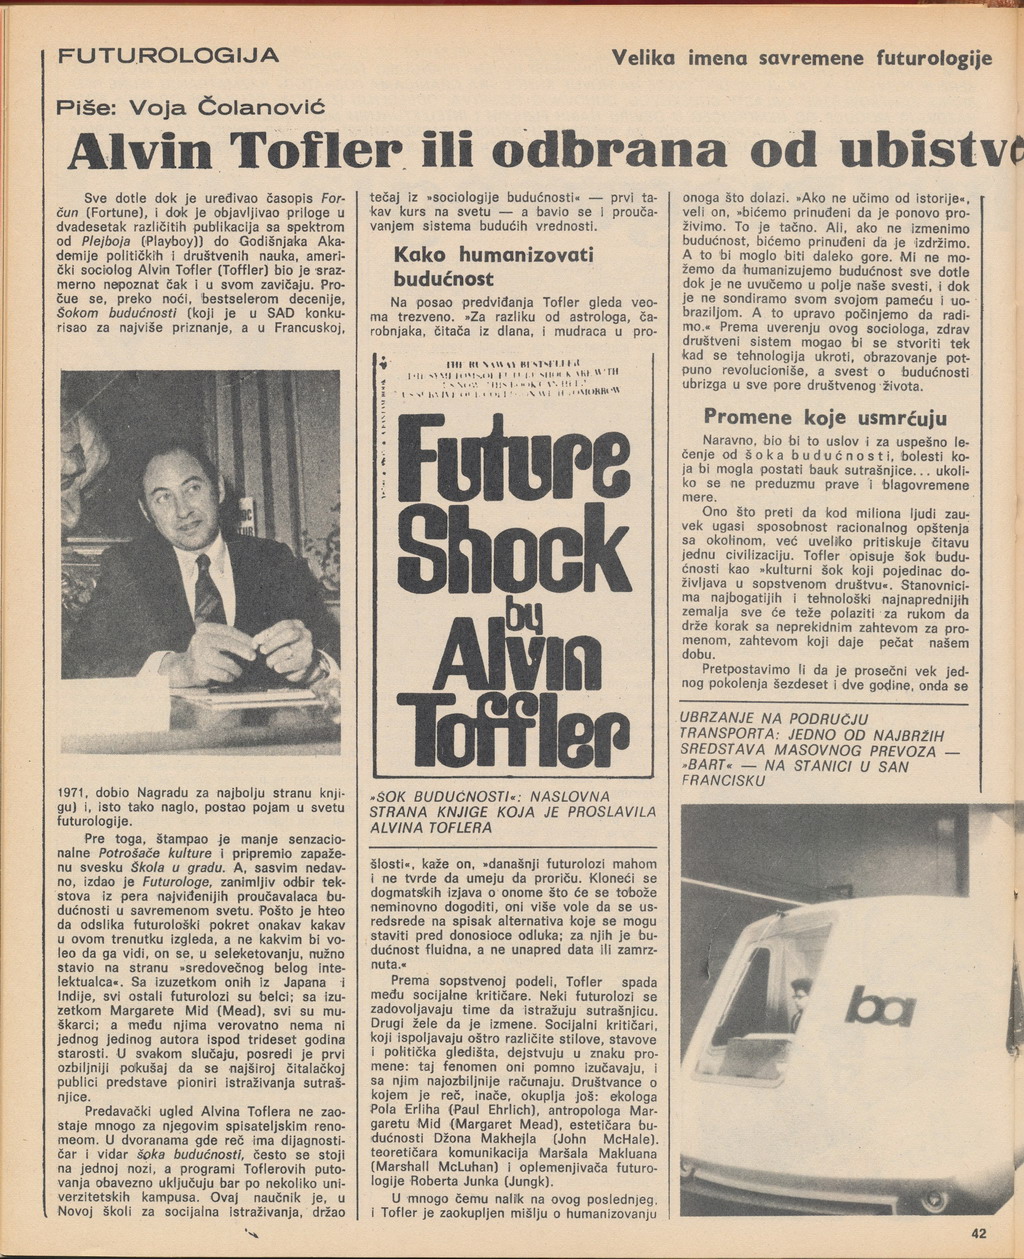 FUTUROLOGIJA
Velika imena savremene futurologije
Piše: Voja Čolanović
Alvin Tofler ili odbrana od ubistv
Sve dotle dok je uređivao časopis For-
čun (Fortune), i dok je objavljivao priloge u
dvadesetak različitih publikacija sa spektrom
od Plejboja (Playboy)) do Godišnjaka Aka-
demije političkih i društvenih nauka, ameri-
čki sociolog Alvin Tofler (Toffler) bio je sraz-
merno nepoznat čak i u svom zavičaju. Pro-
čue se, preko noći, bestselerom decenije,
Šokom budućnosti (koji je u SAD konku-
risao za najviše priznanje, a u Francuskoj,
1971, dobio Nagradu za najbolju stranu knji-
gu) i, isto tako naglo, postao pojam u svetu
futurologije.
Pre toga, štampao je manje senzacio-
nalne Potrošače kulture i pripremio zapaže-
nu svesku Škola u gradu. A, sasvim nedav-
no, izdao je Futurologe, zanimljiv odbir tek-
stova iz pera najviđenijih proučavalaca bu-
dućnosti u savremenom svetu. Pošto je hteo
da odslika futurološki pokret onakav kakav
u ovom trenutku izgleda, a ne kakvim bi vo-
leo da ga vidi, on se, u seleketovanju, nužno
stavio na stranu »sredovečnog belog inte-
lektualca«. Sa izuzetkom onih iz Japana i
Indije, svi ostali futurolozi su belci; sa izu-
zetkom Margarete Mid (Mead), svi su mu-
škarci; a među njima verovatno nema ni
jednog jedinog autora ispod trideset godina
starosti. U svakom slučaju, posredi je prvi
ozbiljniji pokušaj da se najširoj čitalačkoj
publici predstave pioniri istraživanja sutraš-
njice.
Predavački ugled Alvina Toflera ne zao-
staje mnogo za njegovim spisateljskim reno-
meom. U dvoranama gde reč ima dijagnosti-
čar i vidar šoka budućnosti, često se stoji
na jednoj nozi, a programi Toflerovih puto-
vanja obavezno uključuju bar po nekoliko uni-
verzitetskih kampusa. Ovaj naučnik je, u
Novoj školi za socijalna istraživanja, držao
tečaj iz »sociologije budućnosti« — prvi ta-
kav kurs na svetu — a bavio se i prouča-
vanjem sistema budućih vrednosti.
Kako humanizovati
budućnost
Na posao predviđanja Tofler gleda veo-
ma trezveno. »Za razliku od astrologa, ča-
robnjaka, čitača iz dlana, i mudraca u pro-
THE RUNAWAY BESTSELLER
Future
Shock
by
Alvin
Toffler
»ŠOK BUDUĆNOSTI«: NASLOVNA
STRANA KNJIGE KOJA JE PROSLAVILA
ALVINA TOFLERA
šlosti«, kaže on, »današnji futurolozi mahom
i ne tvrde da umeju da proriču. Kloneći se
dogmatskih izjava o onome što će se tobože
neminovno dogoditi, oni više vole da se us-
redsrede na spisak alternativa koje se mogu
staviti pred donosioce odluka; za njih je bu-
dućnost fluidna, a ne unapred data ili zamrz-
nuta.«
Prema sopstvenoj podeli, Tofler spada
među socijalne kritičare. Neki futurolozi se
zadovoljavaju time da istražuju sutrašnjicu.
Drugi žele da je izmene. Socijalni kritičari,
koji ispoljavaju oštro različite stilove, stavove
i politička gledišta, dejstvuju u znaku pro-
mene: taj fenomen oni pomno izučavaju, i
sa njim najozbiljnije računaju. Društvance o
kojem je reč, inače, okuplja još: ekologa
Pola Erliha (Paul Ehrlich), antropologa Mar-
garetu Mid (Margaret Mead), estetičara bu-
dućnosti Džona Makhejla (John McHale).
teoretičara komunikacija Maršala Makluana
(Marshall McLuhan) i oplemenjivača futuro-
logije Roberta Junka (Jungk).
U mnogo čemu nalik na ovog poslednjeg,
i Tofler je zaokupljen mišlju o humanizovanju
onoga što dolazi. »Ako ne učimo od istorije«,
veli on, »bićemo prinuđeni da je ponovo pro-
živimo. To je tačno. Ali, ako ne izmenimo
budućnost, bićemo prinuđeni da je izdržimo.
A to bi moglo biti daleko gore. Mi ne mo-
žemo da humanizujemo budućnost sve dotle
dok je ne uvučemo u polje naše svesti, i dok
je ne sondiramo svom svojom pameću i uo-
braziljom. A to upravo počinjemo da radi-
mo.« Prema uverenju ovog sociologa, zdrav
društveni sistem mogao bi se stvoriti tek
kad se tehnologija ukroti, obrazovanje pot-
puno revolucioniše, a svest o budućnosti
ubrizga u sve pore društvenog života.
Promene koje usmrćuju
Naravno, bio bi to uslov i za uspešno le-
čenje od šoka budućnosti, bolesti ko-
ja bi mogla postati bauk sutrašnjice... ukoli-
ko se ne preduzmu prave i blagovremene
mere.
Ono što preti da kod miliona ljudi zau-
vek ugasi sposobnost racionalnog opštenja
sa okolinom, već uveliko pritiskuje čitavu
jednu civilizaciju. Tofler opisuje šok budu-
ćnosti kao »kulturni šok koji pojedinac do-
življava u sopstvenom društvu«. Stanovnici-
ma najbogatijih i tehnološki najnaprednijih
zemalja sve će teže polaziti za rukom da
drže korak sa neprekidnim zahtevom za pro-
menom, zahtevom koji daje pečat našem
dobu.
Pretpostavimo li da je prosečni vek jed-
nog pokolenja šezdeset i dve godine, onda se
UBRZANJE NA PODRUČJU
TRANSPORTA: JEDNO OD NAJBRŽIH
SREDSTAVA MASOVNOG PREVOZA —
»BART« — NA STANICI U SAN
FRANCISKU
ba
42